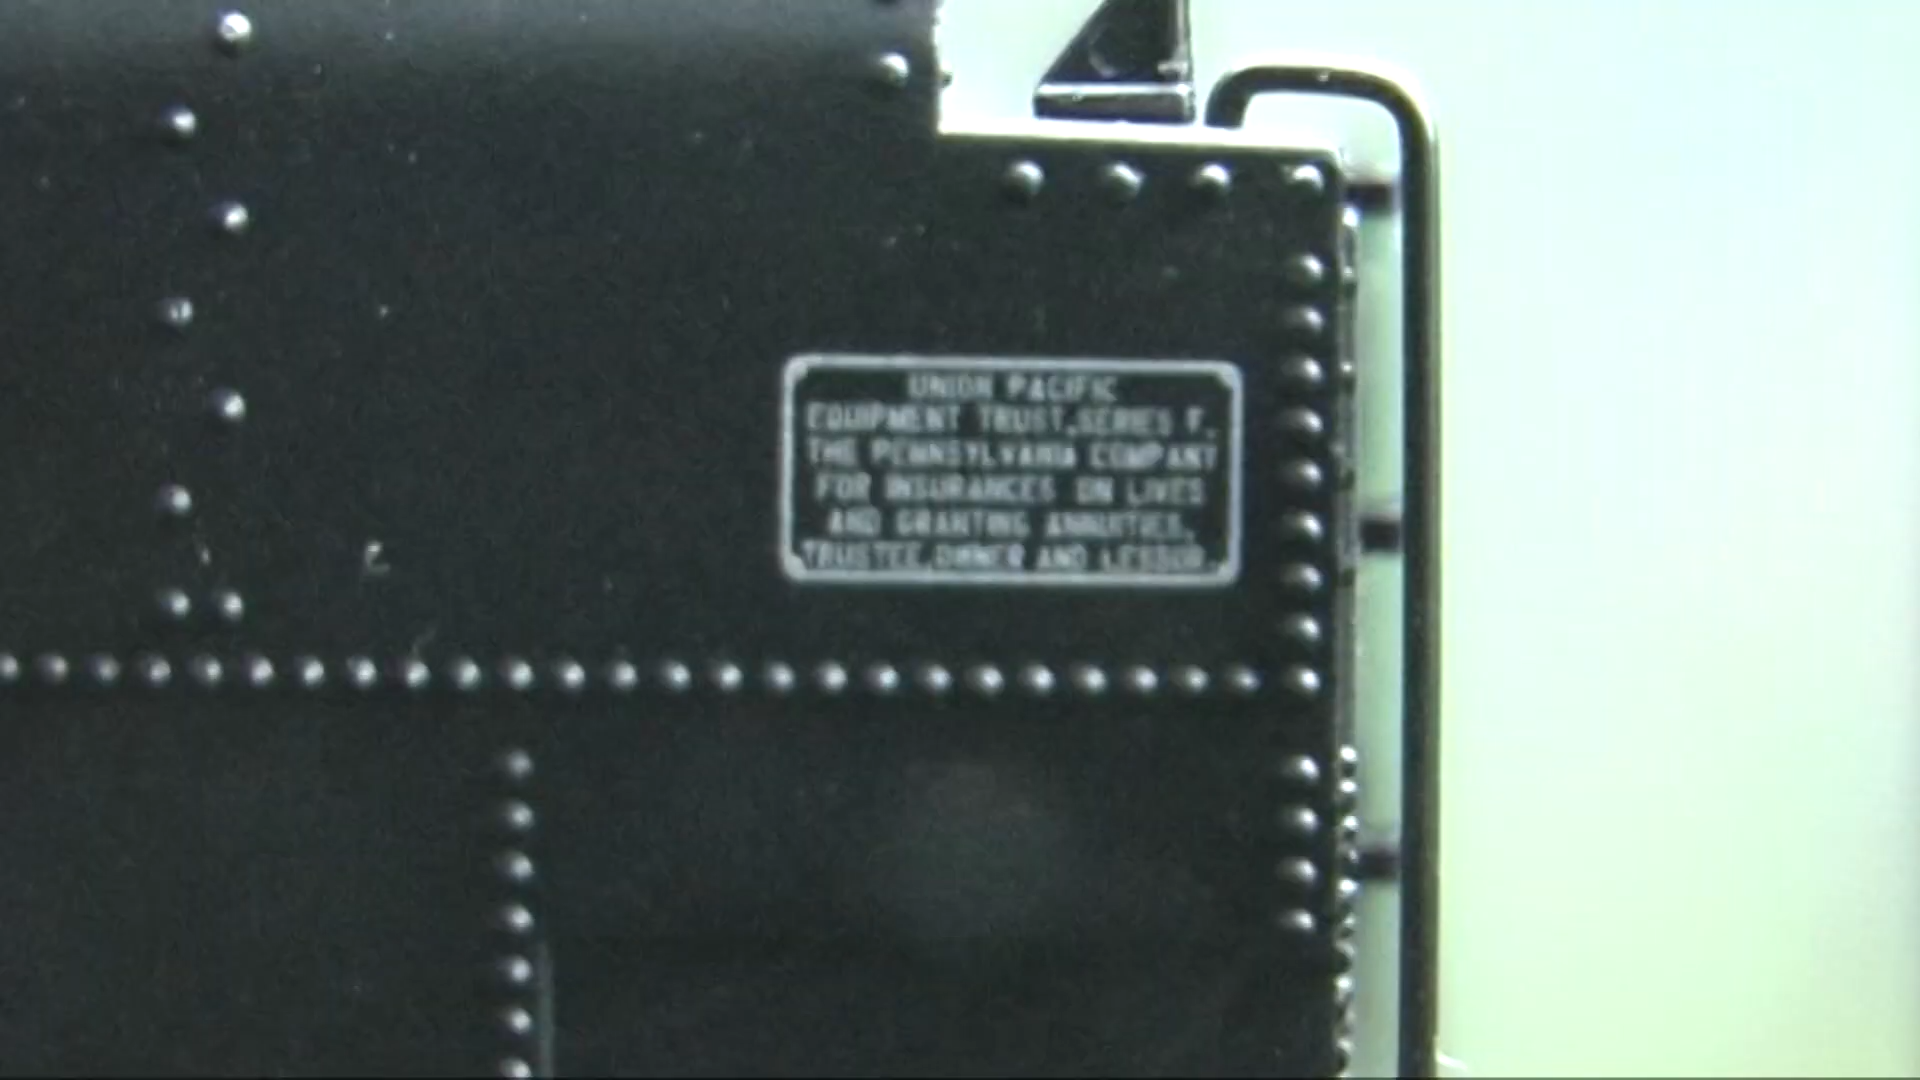 UNION PACIFIC
EQUIPMENT TRUST, SERIES F.
THE PENNSYLVANIA COMPANY
FOR INSURANCES ON LIVES
AND GRANTING ANNUITIES,
TRUSTEE, OWNER AND LESSOR.